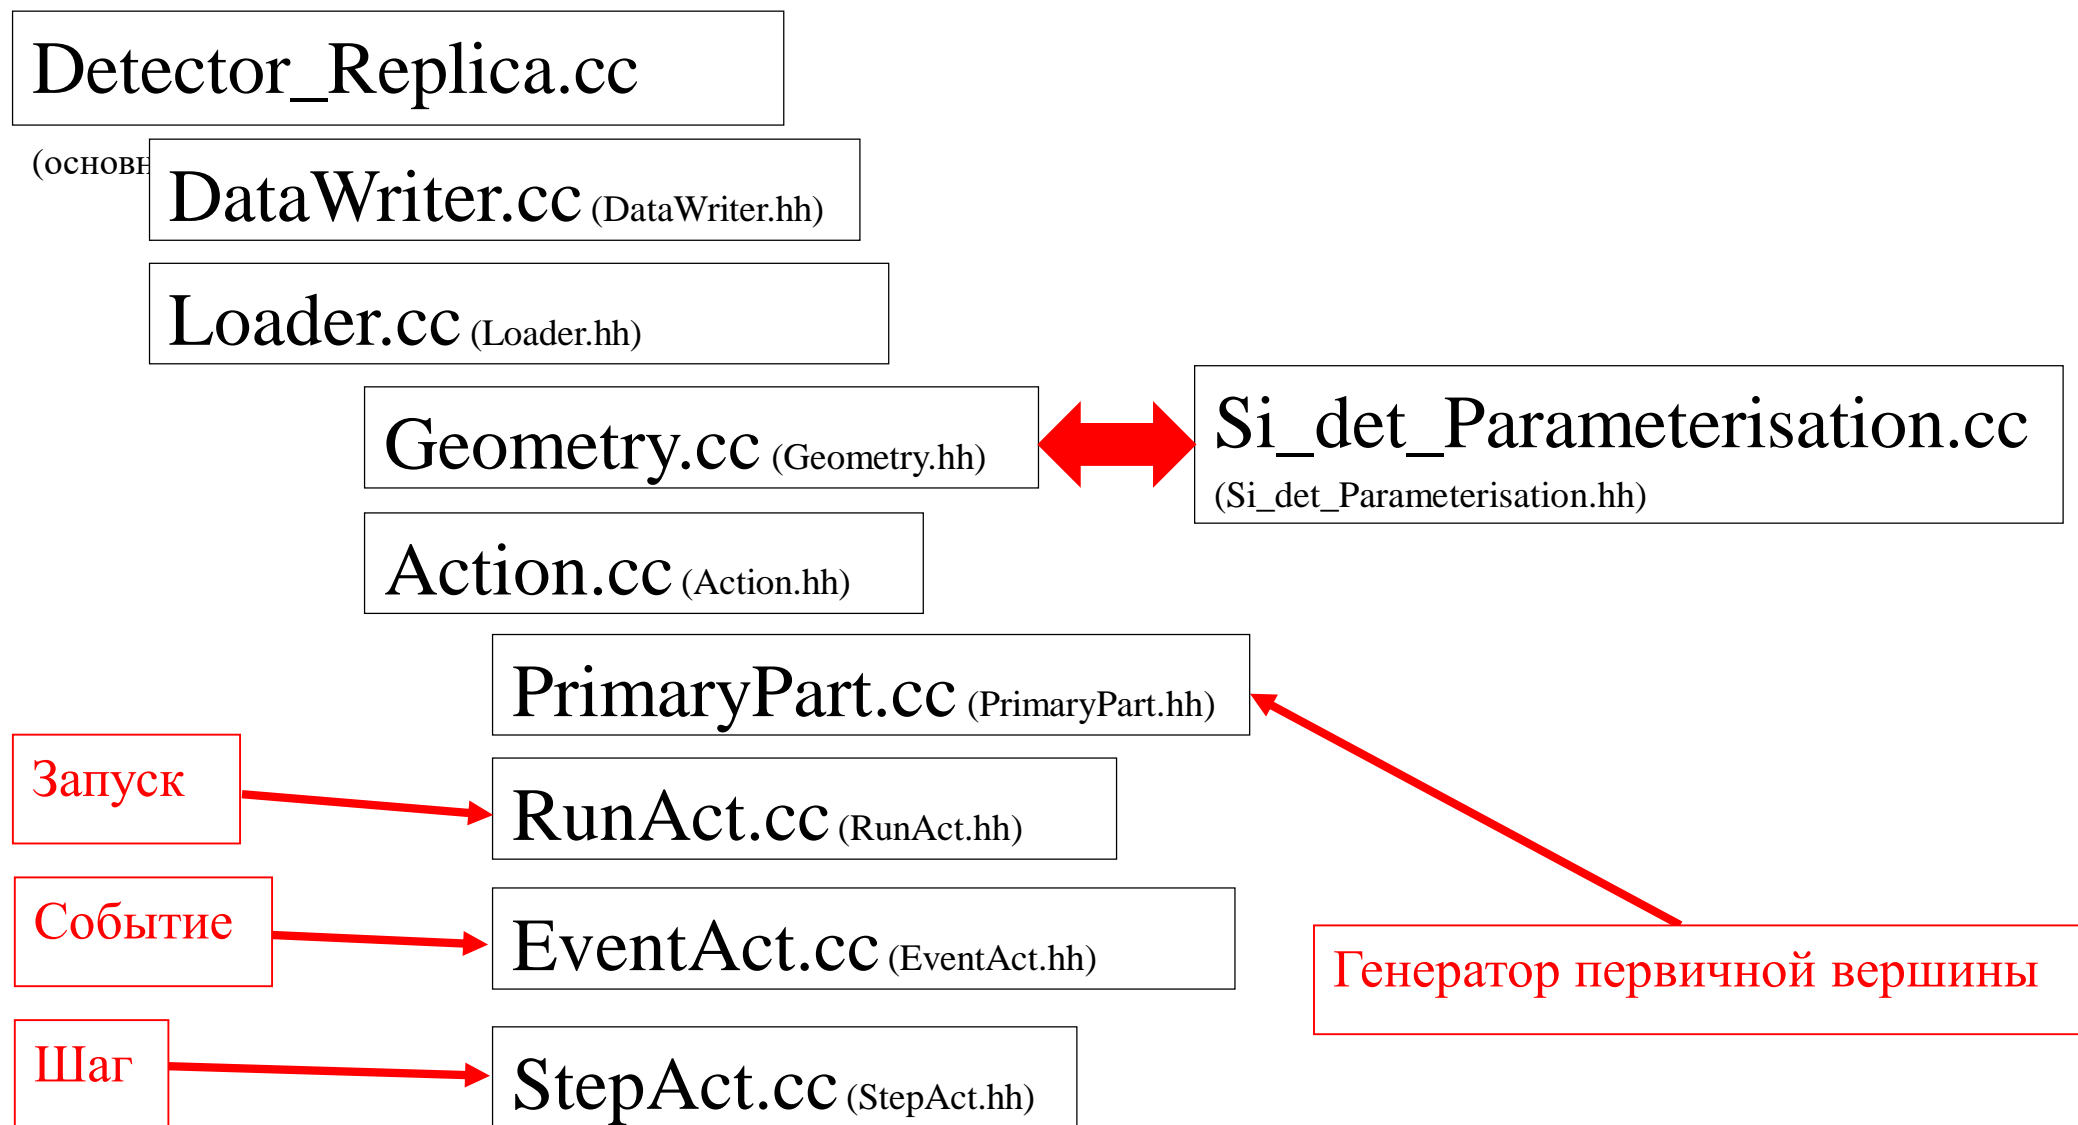 Detector_Replica.cc
(основн
DataWriter.cc (DataWriter.hh)
Loader.cc (Loader.hh)
Geometry.cc (Geometry.hh)
Si_det_Parameterisation.cc
(Si_det_Parameterisation.hh)
Action.cc (Action.hh)
PrimaryPart.cc (PrimaryPart.hh)
Запуск
RunAct.cc (RunAct.hh)
Событие
EventAct.cc (EventAct.hh)
Генератор первичной вершины
Шаг
StepAct.cc (StepAct.hh)